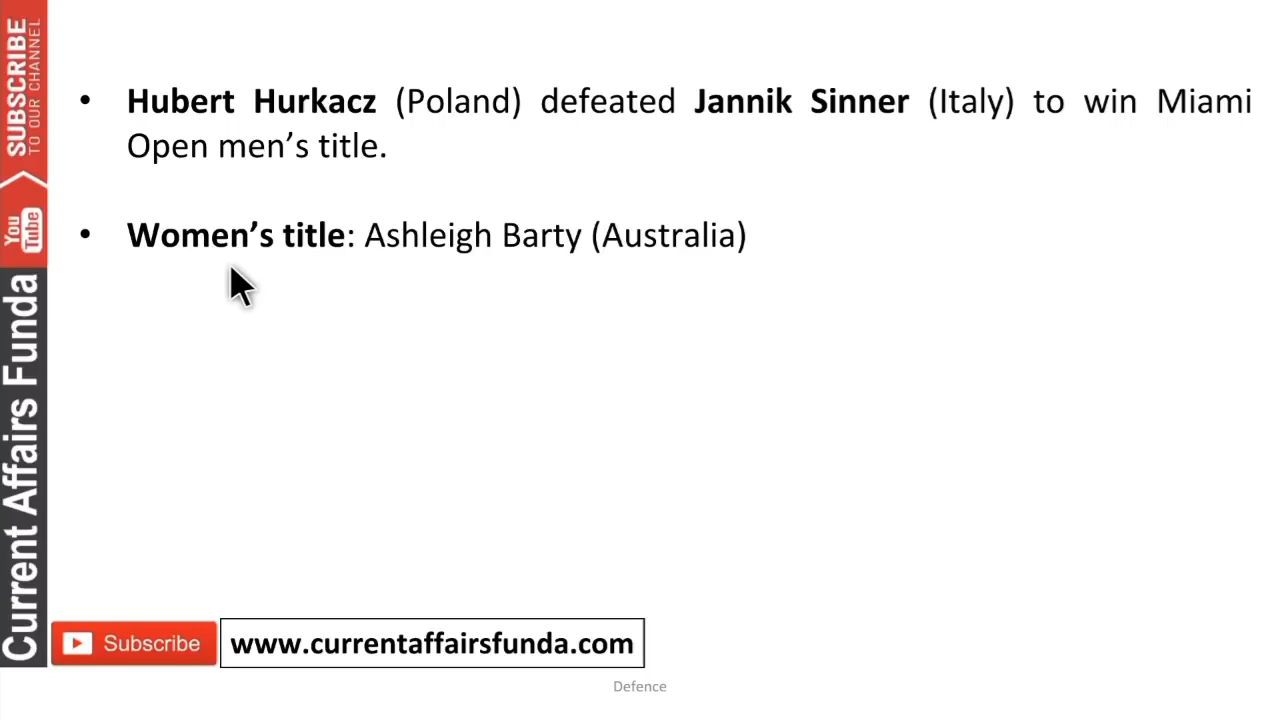 SUBSCRIBE
TO OUR CHANNEL
You
Tube
Current Affairs Funda
• Hubert Hurkacz (Poland) defeated Jannik Sinner (Italy) to win Miami
Open men’s title.
• Women’s title: Ashleigh Barty (Australia)
Subscribe
www.currentaffairsfunda.com
Defence